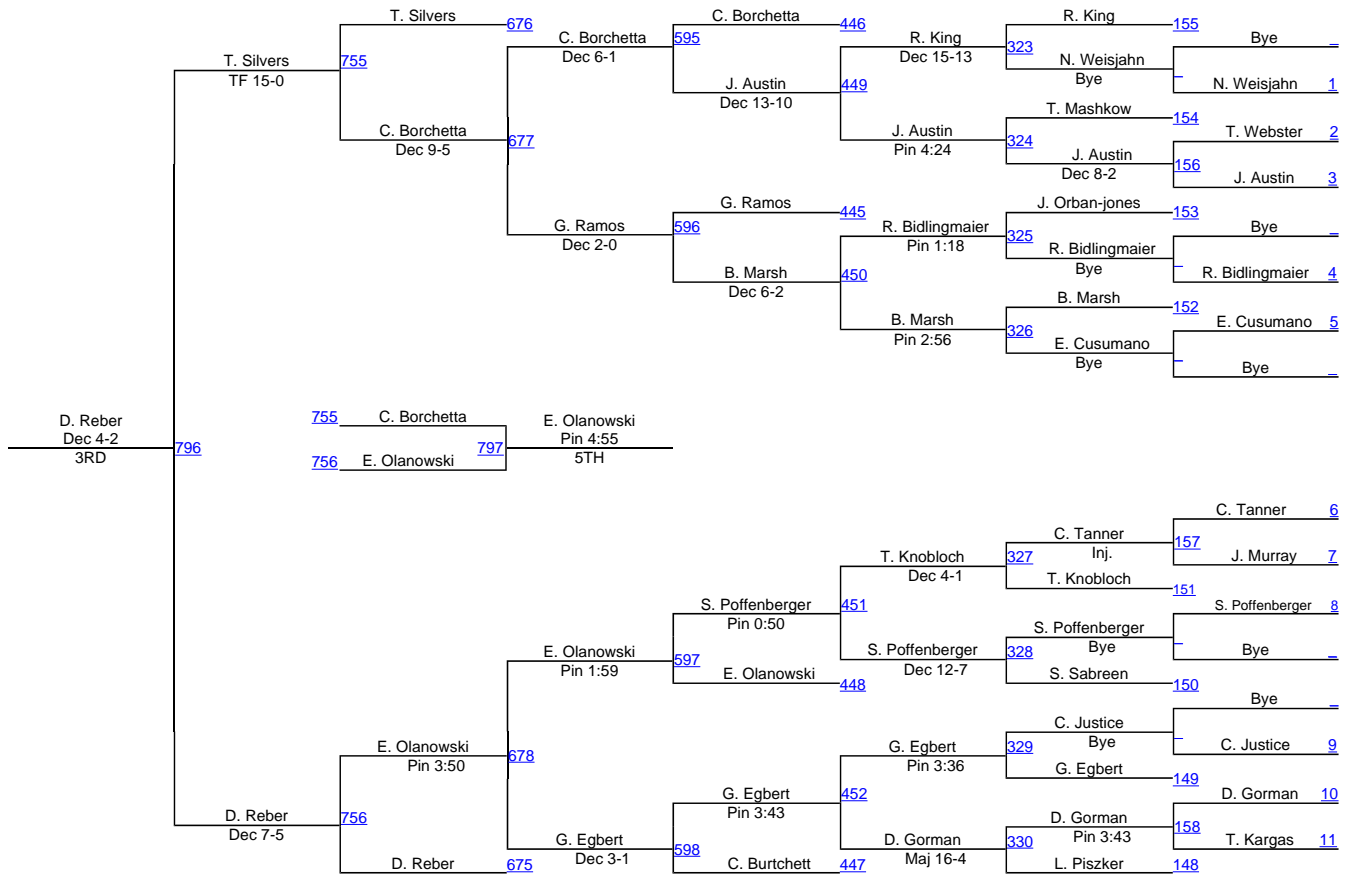 T. Silvers 676
C. Borchetta 446
R. King 155
C. Borchetta 595
Dec 6-1
R. King 323
Dec 15-13
Bye _
T. Silvers 755
TF 15-0
N. Weisjahn _
Bye
J. Austin 449
Dec 13-10
N. Weisjahn 1
T. Mashkow 154
C. Borchetta 677
Dec 9-5
J. Austin 324
Pin 4:24
T. Webster 2
J. Austin 156
Dec 8-2
J. Austin 3
G. Ramos 445
J. Orban-jones 153
G. Ramos 596
Dec 2-0
R. Bidlingmaier 325
Pin 1:18
Bye _
R. Bidlingmaier _
Bye
B. Marsh 450
Dec 6-2
R. Bidlingmaier 4
B. Marsh 152
B. Marsh 326
Pin 2:56
E. Cusumano 5
E. Cusumano _
Bye
Bye _
D. Reber
Dec 4-2
796
3RD
755 C. Borchetta
756 E. Olanowski
797
E. Olanowski
Pin 4:55
5TH
C. Tanner 6
C. Tanner 157
Inj.
T. Knobloch 327
Dec 4-1
J. Murray 7
T. Knobloch 151
S. Poffenberger 451
Pin 0:50
S. Poffenberger 8
S. Poffenberger _
Bye
E. Olanowski 597
Pin 1:59
S. Poffenberger 328
Dec 12-7
Bye _
E. Olanowski 448
S. Sabreen 150
Bye _
C. Justice _
Bye
E. Olanowski 678
Pin 3:50
G. Egbert 329
Pin 3:36
C. Justice 9
G. Egbert 149
G. Egbert 452
Pin 3:43
D. Gorman 10
D. Reber 756
Dec 7-5
D. Gorman 158
Pin 3:43
G. Egbert 598
Dec 3-1
D. Gorman 330
Maj 16-4
T. Kargas 11
D. Reber 675
C. Burtchett 447
L. Piszker 148